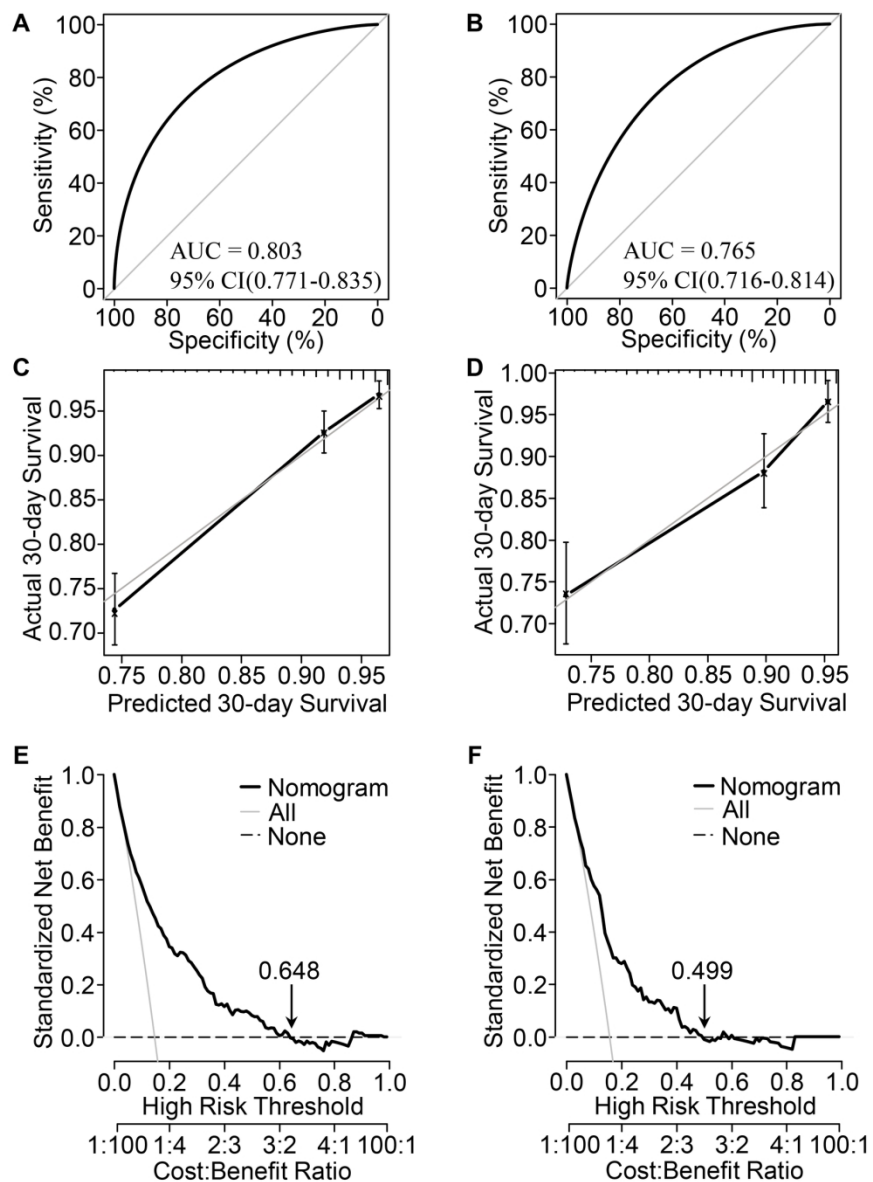 A
100
80
60
40
20
0
Sensitivity (%)
AUC = 0.803
95% CI(0.771-0.835)
100 80 60 40 20 0
Specificity (%)
B
100
80
60
40
20
0
Sensitivity (%)
AUC = 0.765
95% CI(0.716-0.814)
100 80 60 40 20 0
Specificity (%)
C
0.95
0.90
0.85
0.80
0.75
0.70
Actual 30-day Survival
0.75 0.80 0.85 0.90 0.95
Predicted 30-day Survival
D
1.00
0.95
0.90
0.85
0.80
0.75
0.70
Actual 30-day Survival
0.75 0.80 0.85 0.90 0.95
Predicted 30-day Survival
E
1.0
0.8
0.6
0.4
0.2
0.0
Standardized Net Benefit
Nomogram
All
None
0.648
0.0 0.2 0.4 0.6 0.8 1.0
High Risk Threshold
1:100 1:4 2:3 3:2 4:1 100:1
Cost:Benefit Ratio
F
1.0
0.8
0.6
0.4
0.2
0.0
Standardized Net Benefit
Nomogram
All
None
0.499
0.0 0.2 0.4 0.6 0.8 1.0
High Risk Threshold
1:100 1:4 2:3 3:2 4:1 100:1
Cost:Benefit Ratio